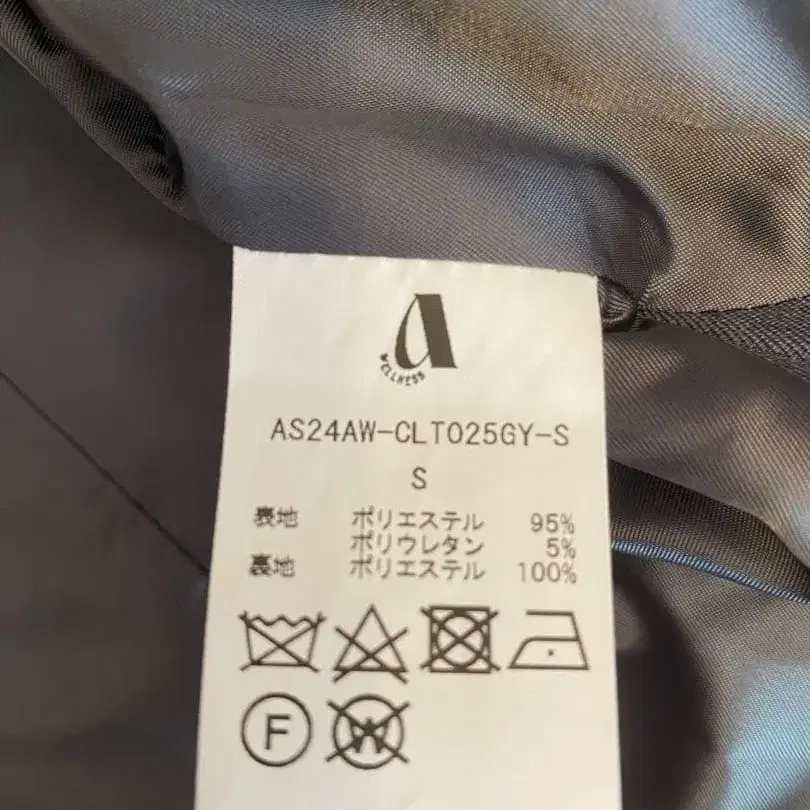 a
WELLNESS
AS24AW-CLT025GY-S
S
表地 ポリエステル 95%
ポリウレタン 5%
裏地 ポリエステル 100%
F
W